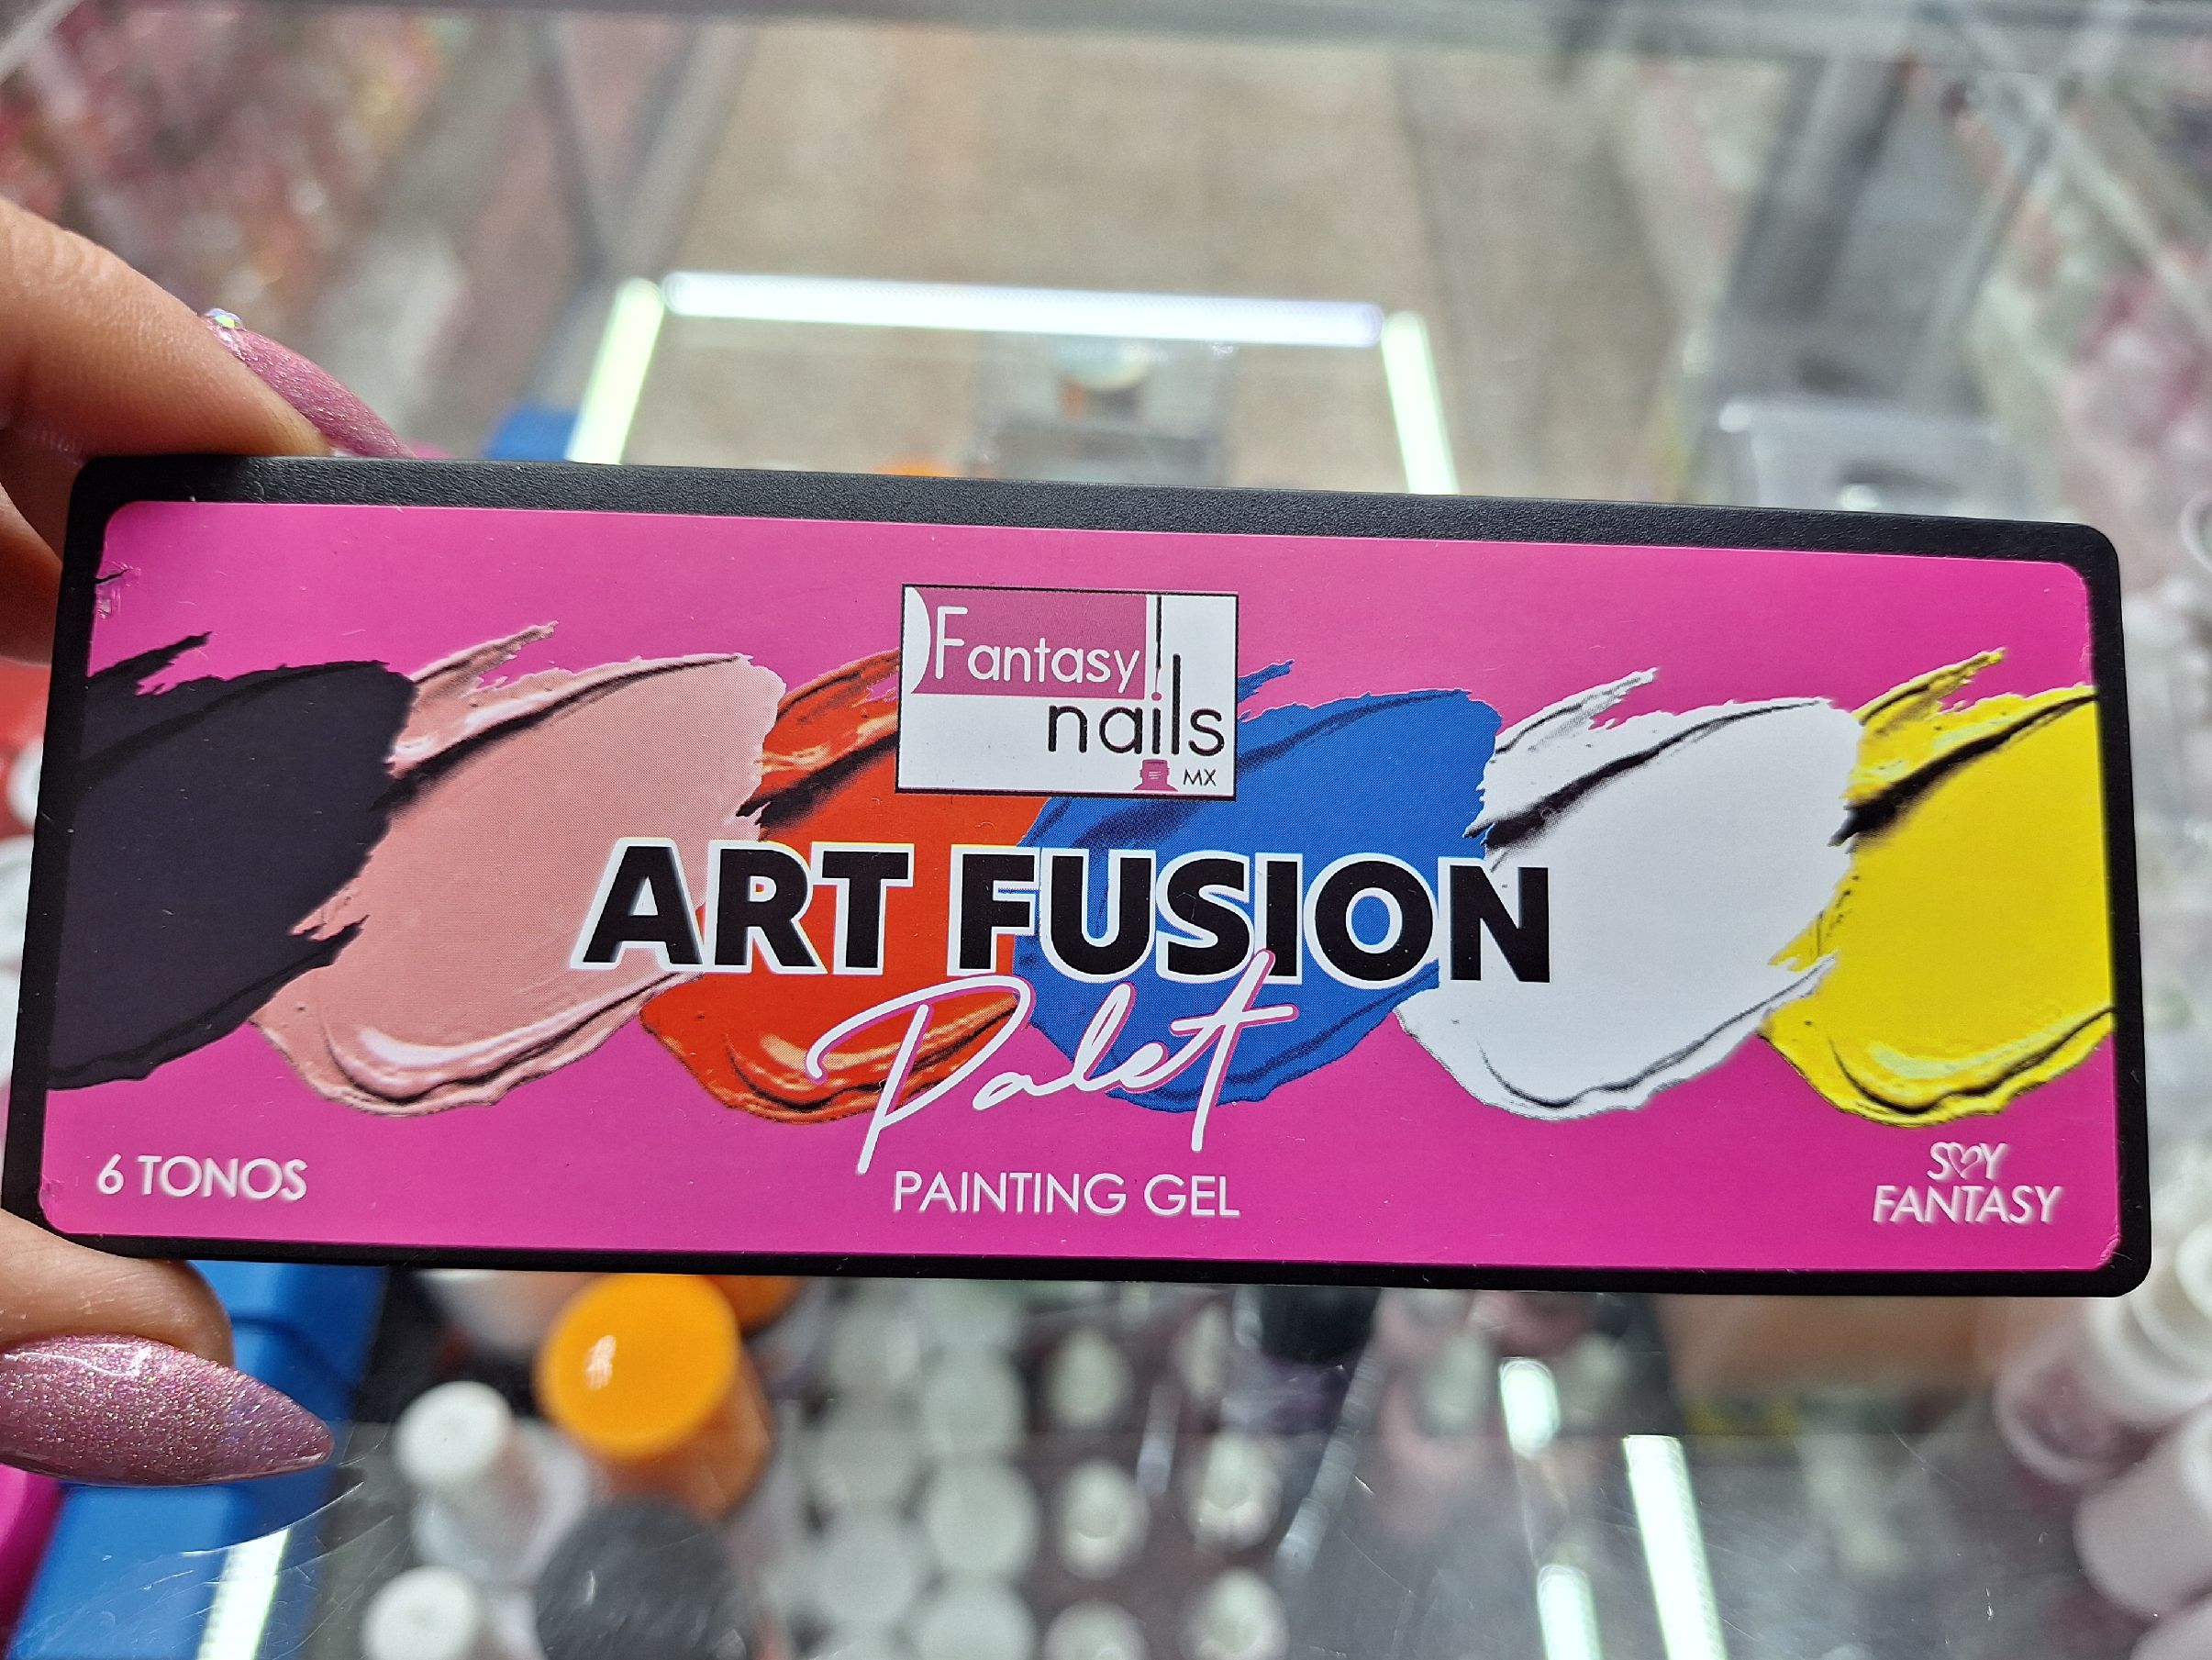 Fantasy
nails
MX
ART FUSION
Palet
PAINTING GEL
6 TONOS
SOY
FANTASY